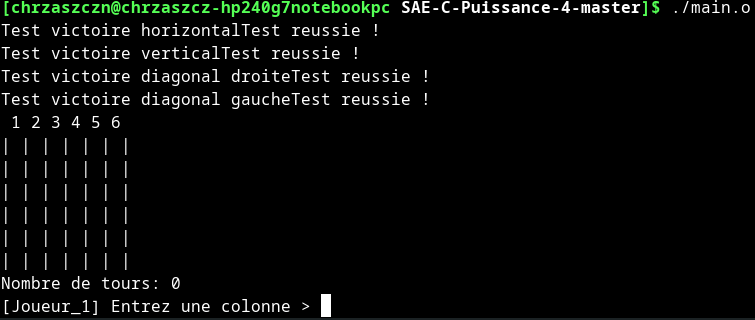 [chrzaszczn@chrzaszcz-hp240g7notebookpc SAE-C-Puissance-4-master]$ ./main.o
Test victoire horizontalTest reussie !
Test victoire verticalTest reussie !
Test victoire diagonal droiteTest reussie !
Test victoire diagonal gaucheTest reussie !
 1 2 3 4 5 6
| | | | | | |
| | | | | | |
| | | | | | |
| | | | | | |
| | | | | | |
| | | | | | |
Nombre de tours: 0
[Joueur_1] Entrez une colonne >